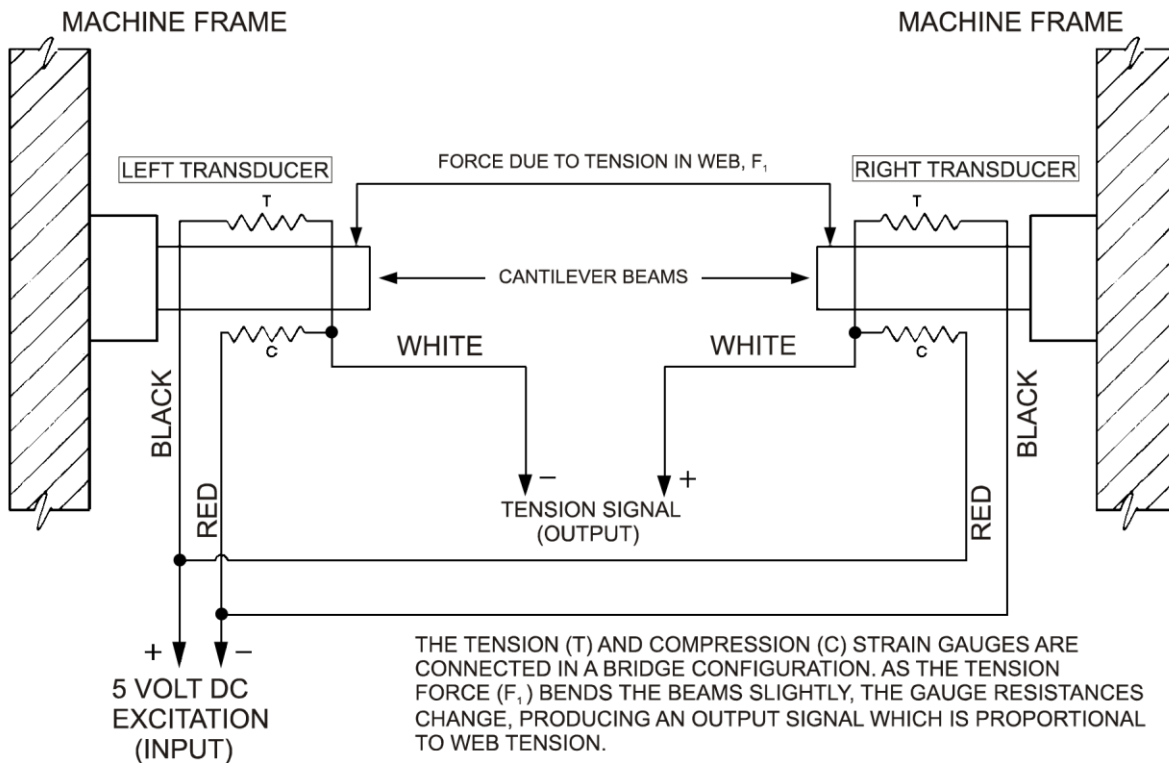 MACHINE FRAME
MACHINE FRAME
LEFT TRANSDUCER
FORCE DUE TO TENSION IN WEB, F₁
RIGHT TRANSDUCER
T
T
CANTILEVER BEAMS
C
WHITE
WHITE
C
BLACK
BLACK
RED
− +
TENSION SIGNAL
(OUTPUT)
RED
+ −
5 VOLT DC
EXCITATION
(INPUT)
THE TENSION (T) AND COMPRESSION (C) STRAIN GAUGES ARE
CONNECTED IN A BRIDGE CONFIGURATION. AS THE TENSION
FORCE (F₁) BENDS THE BEAMS SLIGHTLY, THE GAUGE RESISTANCES
CHANGE, PRODUCING AN OUTPUT SIGNAL WHICH IS PROPORTIONAL
TO WEB TENSION.